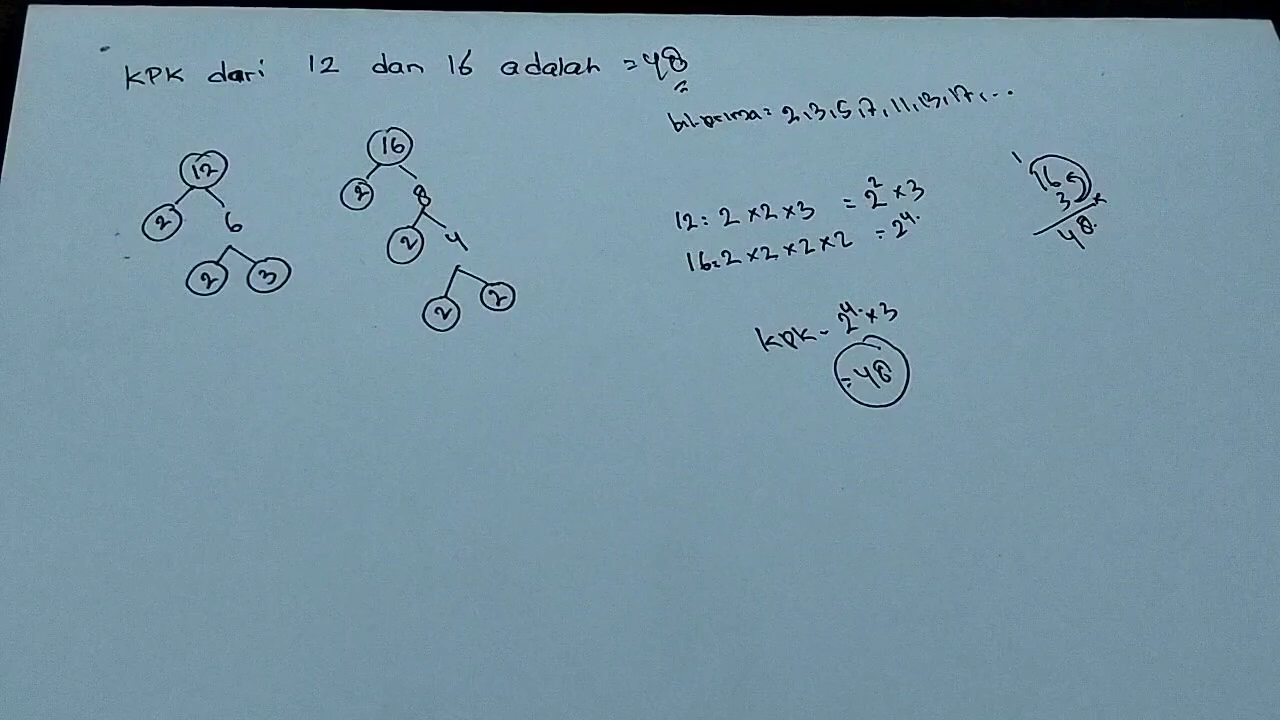 KPK dari 12 dan 16 adalah = 48
bil.prima = 2,3,5,7,11,13,17,...
12
2 6
2 3
16
2 8
2 4
2 2
12 : 2 × 2 × 3 = 2² × 3
16 = 2 × 2 × 2 × 2 = 2⁴.
KPK = 2⁴ × 3
= 48
1
16
3 ×
48